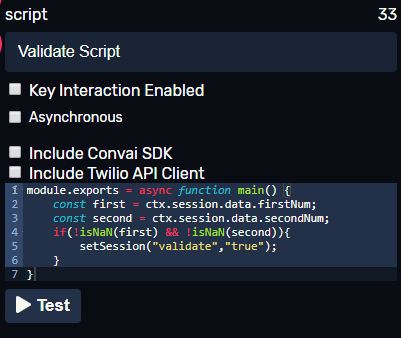 script 33
Validate Script
Key Interaction Enabled
Asynchronous
Include Convai SDK
Include Twilio API Client
1 module.exports = async function main() {
2     const first = ctx.session.data.firstNum;
3     const second = ctx.session.data.secondNum;
4     if(!isNaN(first) && !isNaN(second)){
5         setSession("validate","true");
6     }
7 }
Test